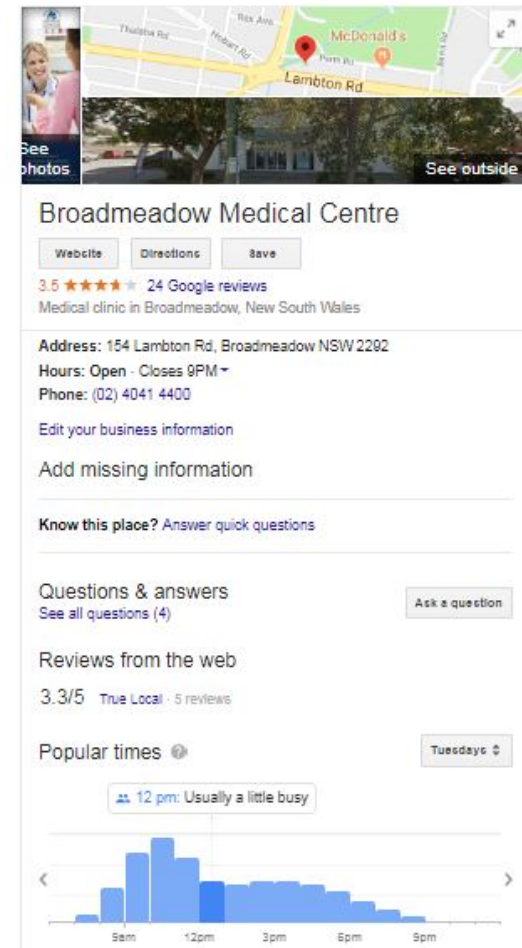 Rex Ave
Thalaba Rd
Hobart Rd
McDonald's
Lambton Rd
See
photos
See outside
Broadmeadow Medical Centre
Website Directions Save
3.5 24 Google reviews
Medical clinic in Broadmeadow, New South Wales
Address: 154 Lambton Rd, Broadmeadow NSW 2292
Hours: Open · Closes 9PM
Phone: (02) 4041 4400
Edit your business information
Add missing information
Know this place? Answer quick questions
Questions & answers
See all questions (4)
Ask a question
Reviews from the web
3.3/5 True Local · 5 reviews
Popular times
Tuesdays
12 pm: Usually a little busy
9am 12pm 3pm 6pm 9pm